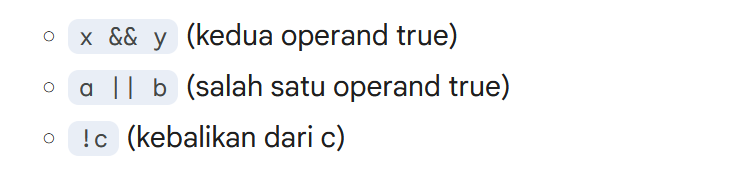 x && y (kedua operand true)
a || b (salah satu operand true)
!c (kebalikan dari c)